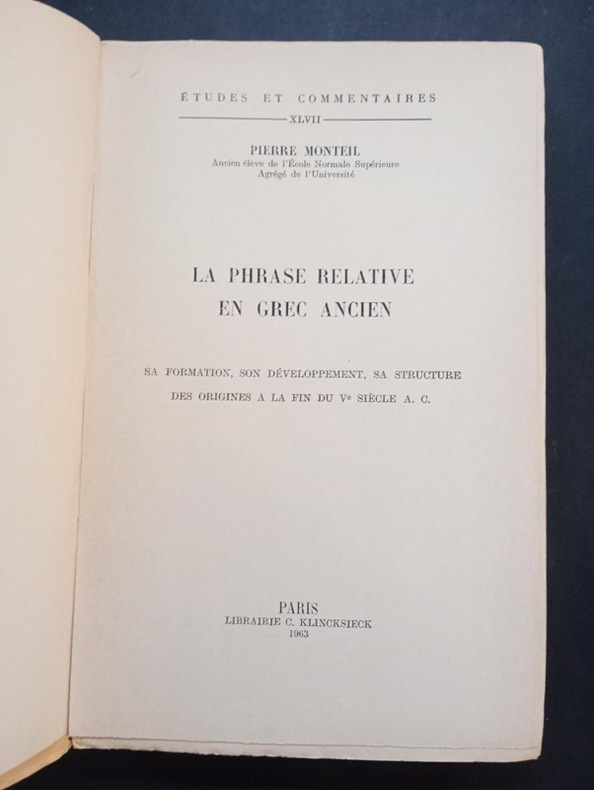 ÉTUDES ET COMMENTAIRES
XLVII
PIERRE MONTEIL
Ancien élève de l'École Normale Supérieure
Agrégé de l'Université
LA PHRASE RELATIVE
EN GREC ANCIEN
SA FORMATION, SON DÉVELOPPEMENT, SA STRUCTURE
DES ORIGINES A LA FIN DU Ve SIÈCLE A. C.
PARIS
LIBRAIRIE C. KLINCKSIECK
1963